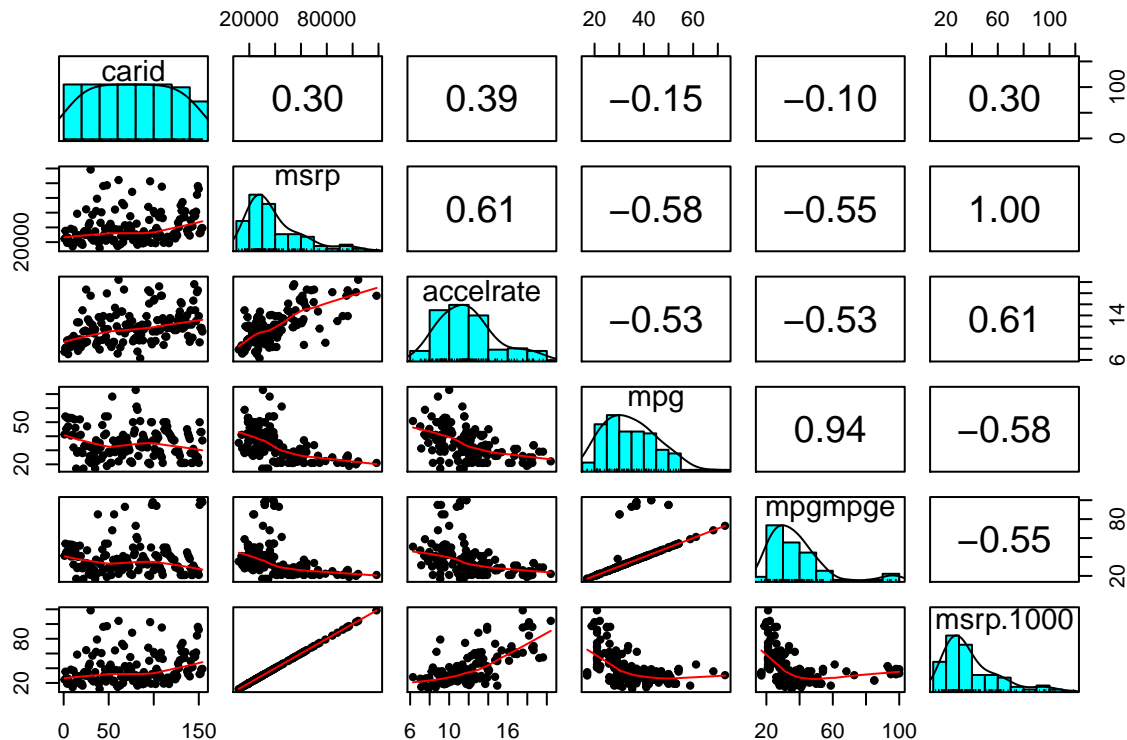 20000 80000 20 40 60 20 60 100
carid 0.30 0.39 −0.15 −0.10 0.30 0 100
20000 msrp 0.61 −0.58 −0.55 1.00
accelrate −0.53 −0.53 0.61 6 14
20 50 mpg 0.94 −0.58
mpgmpge −0.55 20 80
20 80 msrp.1000
0 50 150 6 10 16 20 60 100